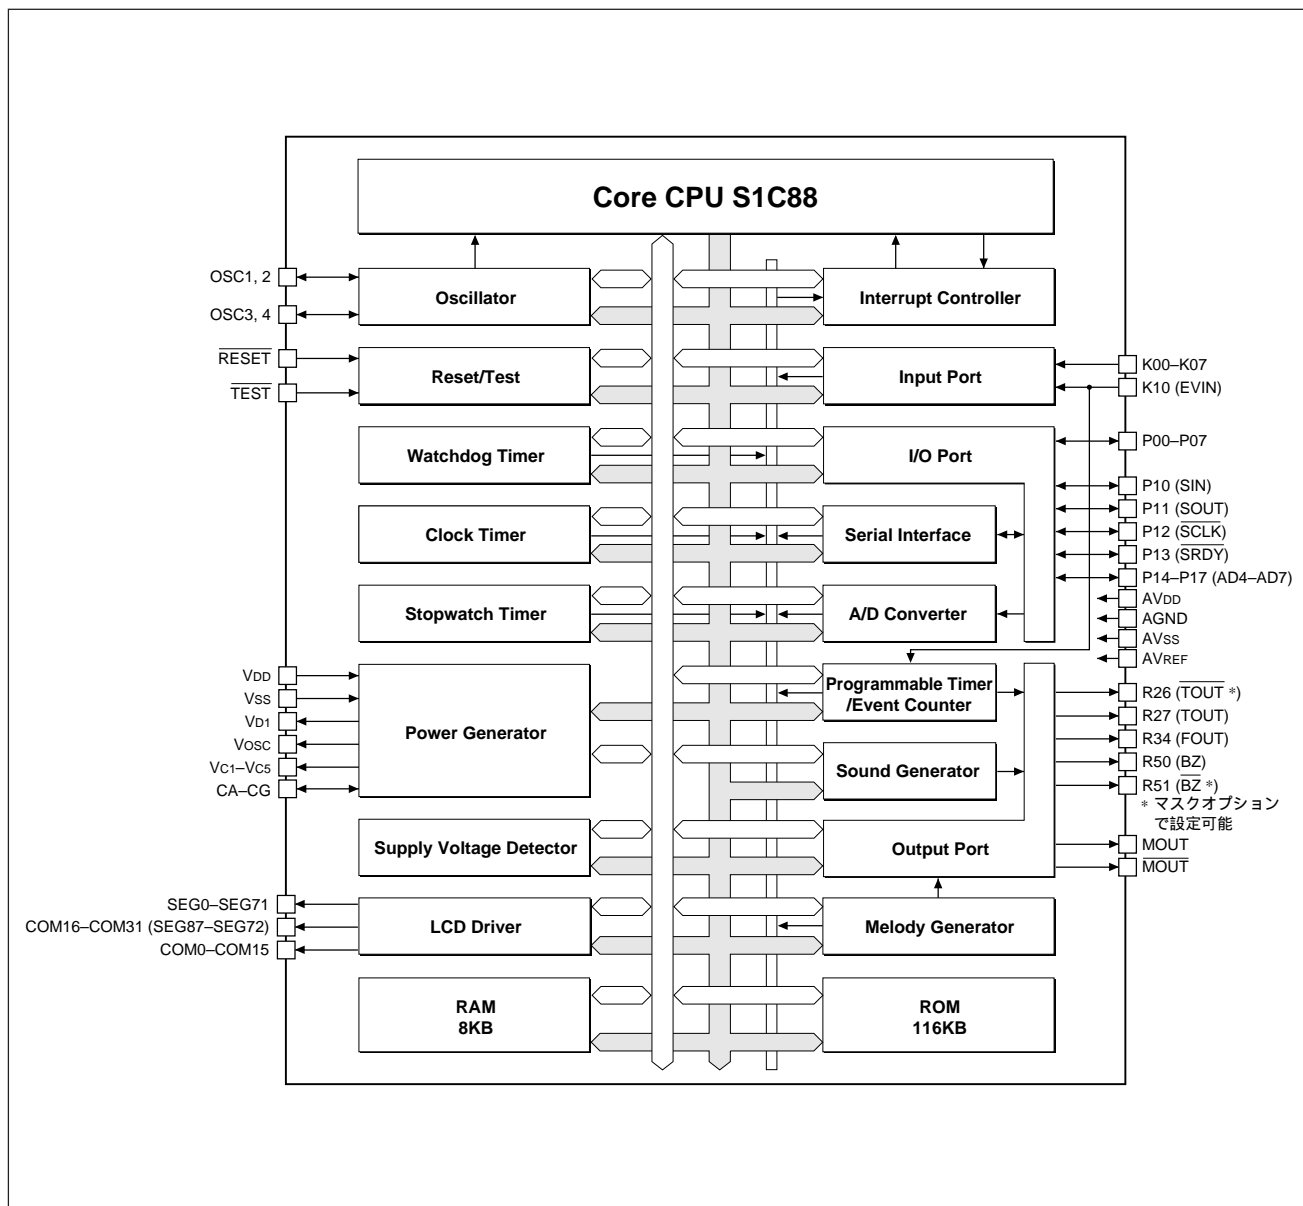 Core CPU S1C88
OSC1, 2
OSC3, 4
Oscillator
Interrupt Controller
RESET
TEST
Reset/Test
Input Port
K00–K07
K10 (EVIN)
Watchdog Timer
I/O Port
P00–P07
P10 (SIN)
P11 (SOUT)
P12 (SCLK)
P13 (SRDY)
P14–P17 (AD4–AD7)
Clock Timer
Serial Interface
Stopwatch Timer
A/D Converter
AVDD
AGND
AVSS
AVREF
VDD
VSS
VD1
VOSC
VC1–VC5
CA–CG
Power Generator
Programmable Timer
/Event Counter
Sound Generator
R26 (TOUT *)
R27 (TOUT)
R34 (FOUT)
R50 (BZ)
R51 (BZ *)
* マスクオプション
で設定可能
Supply Voltage Detector
Output Port
MOUT
MOUT
SEG0–SEG71
COM16–COM31 (SEG87–SEG72)
COM0–COM15
LCD Driver
Melody Generator
RAM
8KB
ROM
116KB